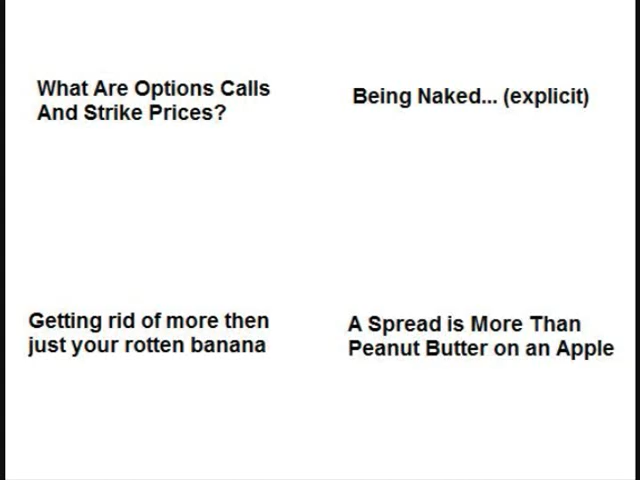 What Are Options Calls
And Strike Prices?
Being Naked... (explicit)
Getting rid of more then
just your rotten banana
A Spread is More Than
Peanut Butter on an Apple